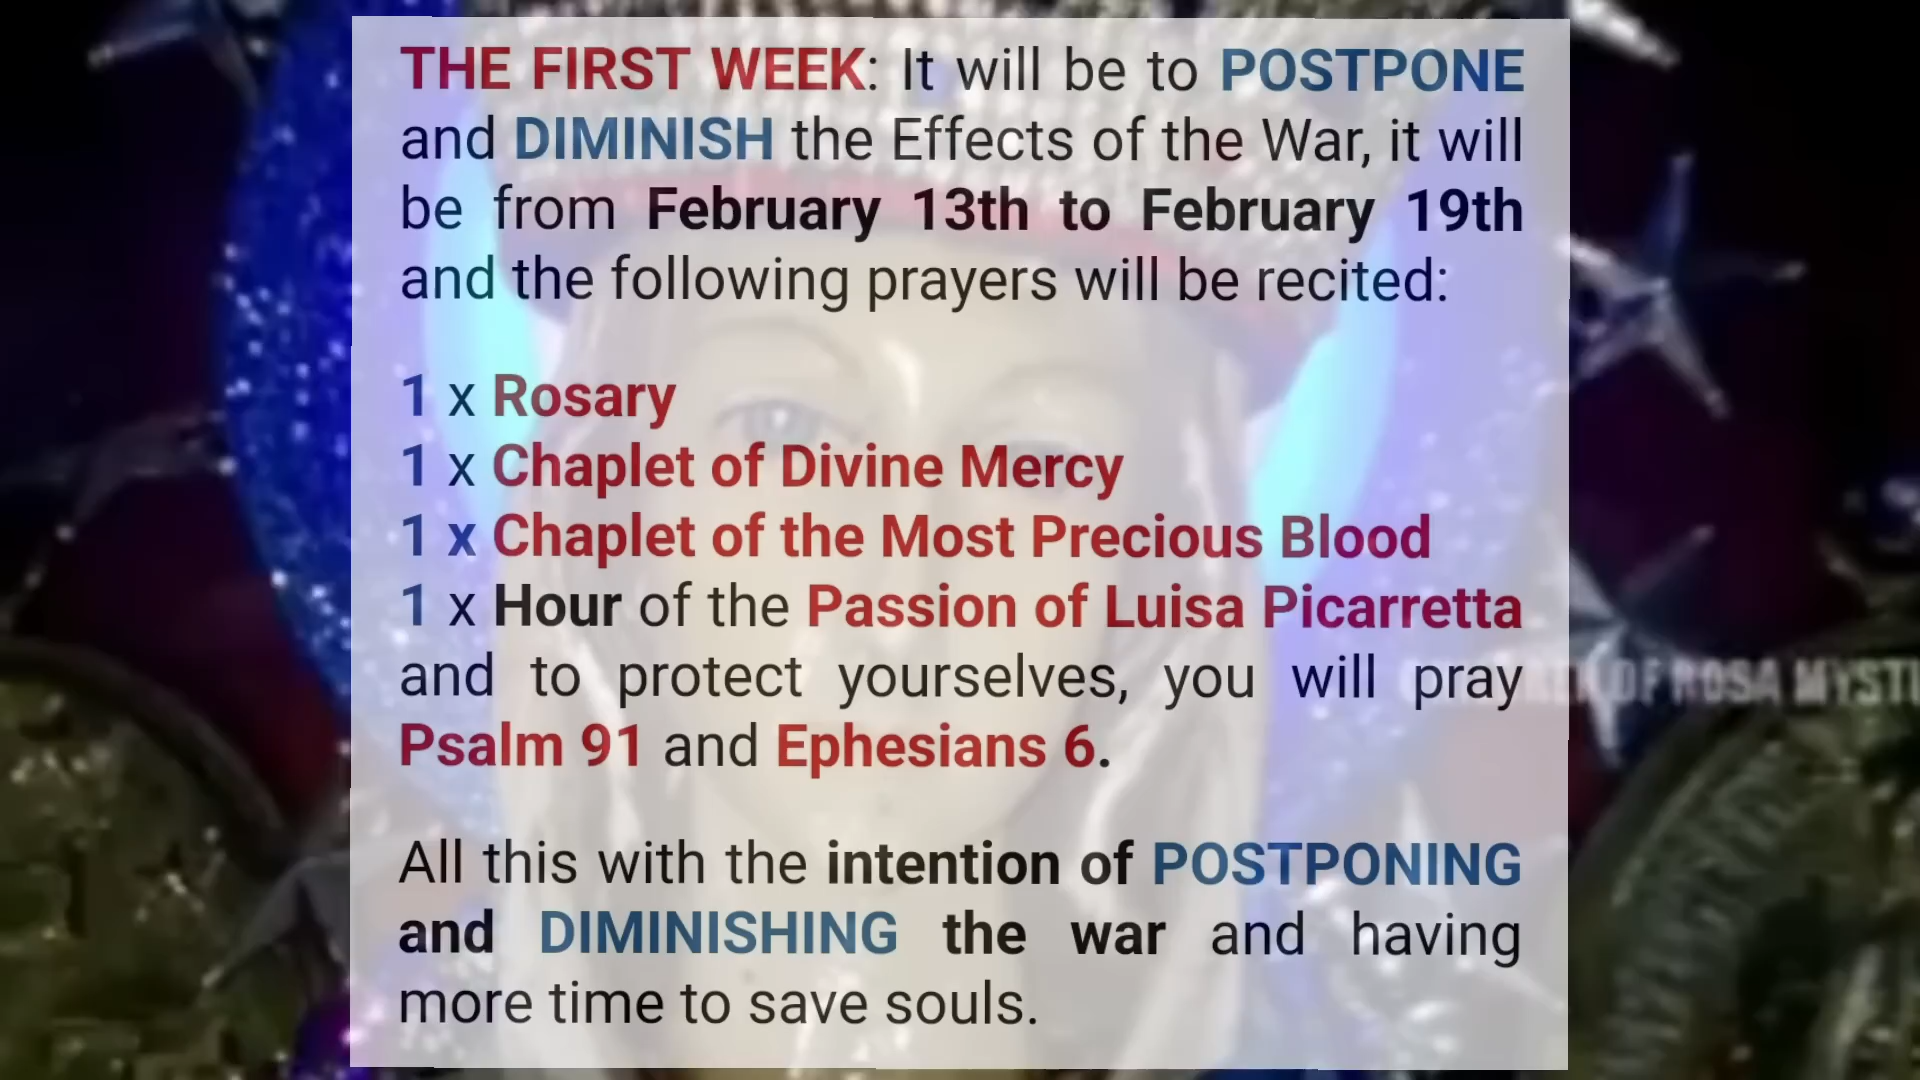 THE FIRST WEEK: It will be to POSTPONE
and DIMINISH the Effects of the War, it will
be from February 13th to February 19th
and the following prayers will be recited:
1 x Rosary
1 x Chaplet of Divine Mercy
1 x Chaplet of the Most Precious Blood
1 x Hour of the Passion of Luisa Picarretta
and to protect yourselves, you will pray
Psalm 91 and Ephesians 6.
All this with the intention of POSTPONING
and DIMINISHING the war and having
more time to save souls.
OF ROSA